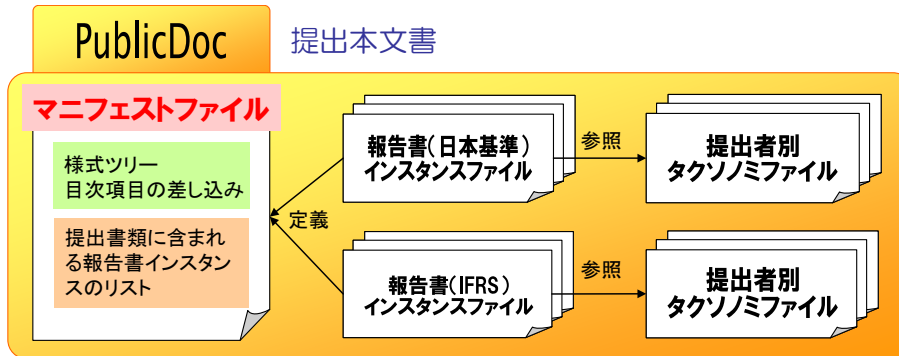 PublicDoc
提出本文書
マニフェストファイル
様式ツリー
目次項目の差し込み
提出書類に含まれ
る報告書インスタン
スのリスト
定義
報告書(日本基準)
インスタンスファイル
参照
提出者別
タクソノミファイル
報告書(IFRS)
インスタンスファイル
参照
提出者別
タクソノミファイル